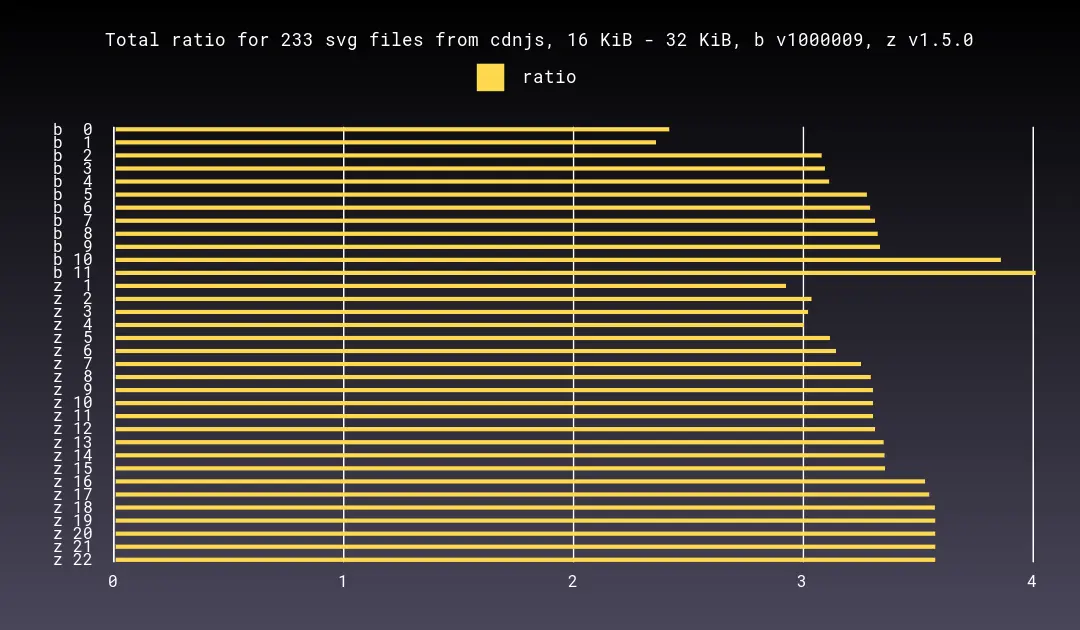 Total ratio for 233 svg files from cdnjs, 16 KiB - 32 KiB, b v1000009, z v1.5.0
ratio
b  0
b  1
b  2
b  3
b  4
b  5
b  6
b  7
b  8
b  9
b 10
b 11
z  1
z  2
z  3
z  4
z  5
z  6
z  7
z  8
z  9
z 10
z 11
z 12
z 13
z 14
z 15
z 16
z 17
z 18
z 19
z 20
z 21
z 22
0 1 2 3 4